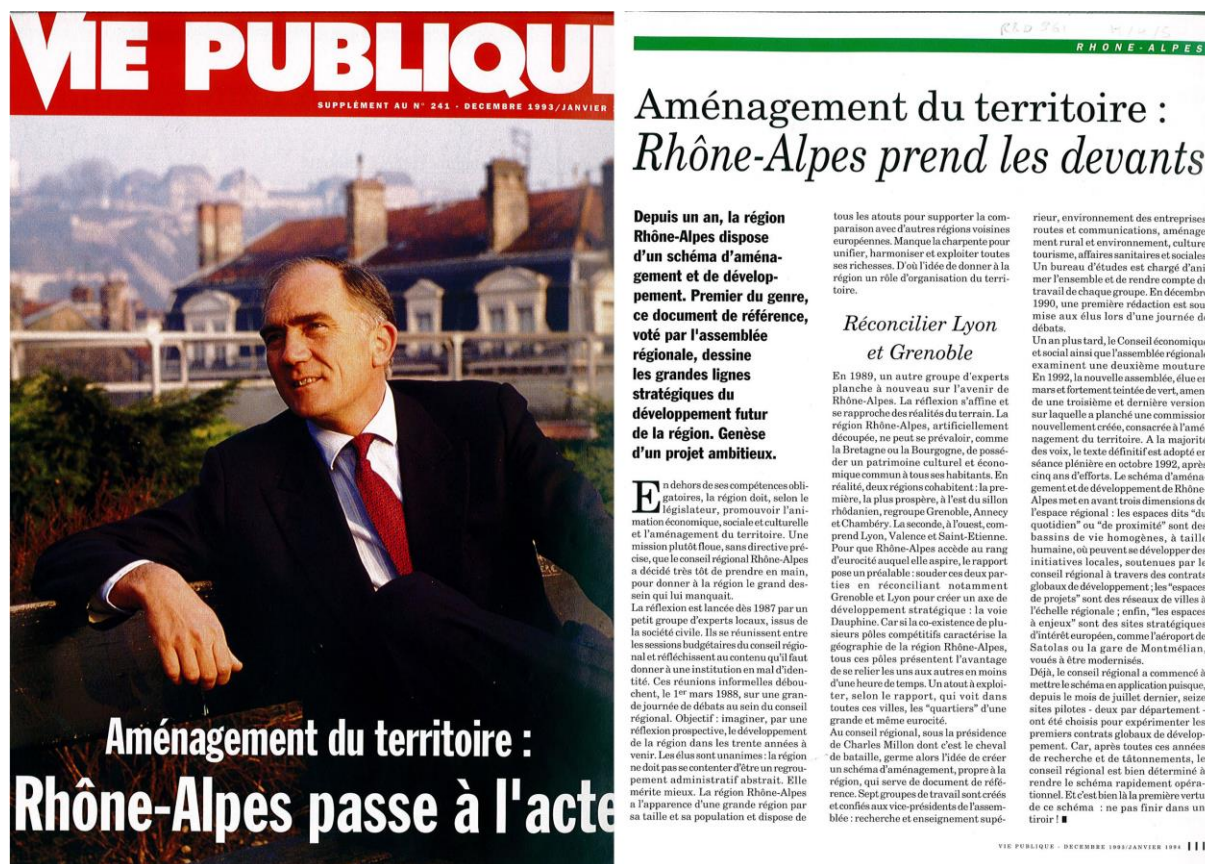 VIE PUBLIQU
SUPPLÉMENT AU N° 241 - DECEMBRE 1993/JANVIER
Aménagement du territoire :
Rhône-Alpes passe à l'acte
RHONE-ALPES
Aménagement du territoire :
Rhône-Alpes prend les devants
Depuis un an, la région
Rhône-Alpes dispose
d'un schéma d'aména-
gement et de dévelop-
pement. Premier du genre,
ce document de référence,
voté par l'assemblée
régionale, dessine
les grandes lignes
stratégiques du
développement futur
de la région. Genèse
d'un projet ambitieux.
En dehors de ses compétences obli-
gatoires, la région doit, selon le
législateur, promouvoir l'ani-
mation économique, sociale et culturelle
et l'aménagement du territoire. Une
mission plutôt floue, sans directive pré-
cise, que le conseil régional Rhône-Alpes
a décidé très tôt de prendre en main,
pour donner à la région le grand des-
sein qui lui manquait.
La réflexion est lancée dès 1987 par un
petit groupe d'experts locaux, issus de
la société civile. Ils se réunissent entre
les sessions budgétaires du conseil régio-
nal et réfléchissent au contenu qu'il faut
donner à une institution en mal d'iden-
tité. Ces réunions informelles débou-
chent, le 1er mars 1988, sur une gran-
de journée de débats au sein du conseil
régional. Objectif : imaginer, par une
réflexion prospective, le développement
de la région dans les trente années à
venir. Les élus sont unanimes : la région
ne doit pas se contenter d'être un regrou-
pement administratif abstrait. Elle
mérite mieux. La région Rhône-Alpes
a l'apparence d'une grande région par
sa taille et sa population et dispose de
tous les atouts pour supporter la com-
paraison avec d'autres régions voisines
européennes. Manque la charpente pour
unifier, harmoniser et exploiter toutes
ses richesses. D'où l'idée de donner à la
région un rôle d'organisation du terri-
toire.
Réconcilier Lyon
et Grenoble
En 1989, un autre groupe d'experts
planche à nouveau sur l'avenir de
Rhône-Alpes. La réflexion s'affine et
se rapproche des réalités du terrain. La
région Rhône-Alpes, artificiellement
découpée, ne peut se prévaloir, comme
la Bretagne ou la Bourgogne, de possé-
der un patrimoine culturel et écono-
mique commun à tous ses habitants. En
réalité, deux régions cohabitent : la pre-
mière, la plus prospère, à l'est du sillon
rhôdanien, regroupe Grenoble, Annecy
et Chambéry. La seconde, à l'ouest, com-
prend Lyon, Valence et Saint-Etienne.
Pour que Rhône-Alpes accède au rang
d'eurocité auquel elle aspire, le rapport
pose un préalable : souder ces deux par-
ties en réconciliant notamment
Grenoble et Lyon pour créer un axe de
développement stratégique : la voie
Dauphine. Car si la co-existence de plu-
sieurs pôles compétitifs caractérise la
géographie de la région Rhône-Alpes,
tous ces pôles présentent l'avantage
de se relier les uns aux autres en moins
d'une heure de temps. Un atout à exploi-
ter, selon le rapport, qui voit dans
toutes ces villes, les "quartiers" d'une
grande et même eurocité.
Au conseil régional, sous la présidence
de Charles Millon dont c'est le cheval
de bataille, germe alors l'idée de créer
un schéma d'aménagement, propre à la
région, qui serve de document de réfé-
rence. Sept groupes de travail sont créés
et confiés aux vice-présidents de l'assem-
blée : recherche et enseignement supé-
rieur, environnement des entreprises
routes et communications, aménage
ment rural et environnement, culture
tourisme, affaires sanitaires et sociales
Un bureau d'études est chargé d'ani
mer l'ensemble et de rendre compte du
travail de chaque groupe. En décembre
1990, une première rédaction est sou
mise aux élus lors d'une journée de
débats.
Un an plus tard, le Conseil économique
et social ainsi que l'assemblée régionale
examinent une deuxième mouture
En 1992, la nouvelle assemblée, élue en
mars et fortement teintée de vert, amen
de une troisième et dernière version
sur laquelle a planché une commission
nouvellement créée, consacrée à l'amé
nagement du territoire. A la majorité
des voix, le texte définitif est adopté en
séance plénière en octobre 1992, après
cinq ans d'efforts. Le schéma d'aména
gement et de développement de Rhône
Alpes met en avant trois dimensions de
l'espace régional : les espaces dits "du
quotidien" ou "de proximité" sont des
bassins de vie homogènes, à taille
humaine, où peuvent se développer des
initiatives locales, soutenues par le
conseil régional à travers des contrats
globaux de développement ; les "espaces
de projets" sont des réseaux de villes à
l'échelle régionale ; enfin, "les espaces
à enjeux" sont des sites stratégiques
d'intérêt européen, comme l'aéroport de
Satolas ou la gare de Montmélian,
voués à être modernisés.
Déjà, le conseil régional a commencé à
mettre le schéma en application puisque,
depuis le mois de juillet dernier, seize
sites pilotes - deux par département -
ont été choisis pour expérimenter les
premiers contrats globaux de dévelop-
pement. Car, après toutes ces années
de recherche et de tâtonnements, le
conseil régional est bien déterminé à
rendre le schéma rapidement opéra-
tionnel. Et c'est bien là la première vertu
de ce schéma : ne pas finir dans un
tiroir ! ∎
VIE PUBLIQUE - DECEMBRE 1993/JANVIER 1994 III